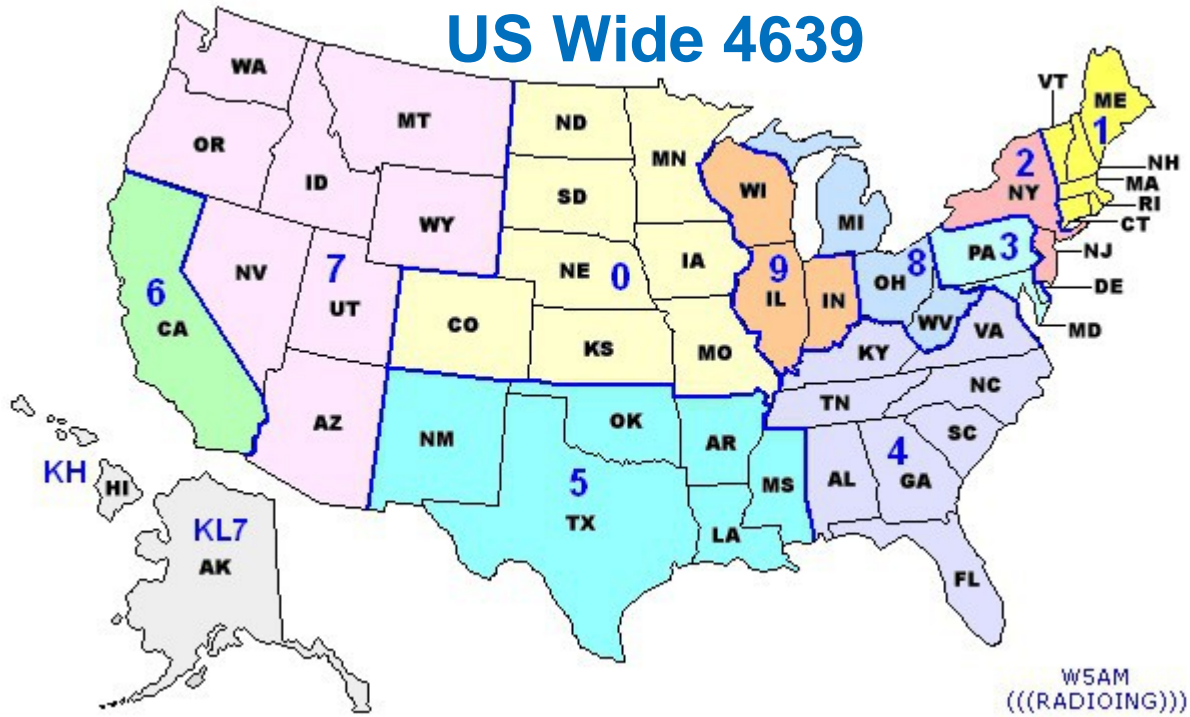 US Wide 4639
WA
OR
MT
ID
WY
NV
7
UT
AZ
6
CA
ND
SD
MN
NE
0
IA
CO
KS
MO
WI
9
IL
IN
MI
8
OH
WV
VT
ME
1
NH
MA
RI
CT
2
NY
PA
3
NJ
DE
MD
VA
KY
NC
TN
SC
4
AL
GA
FL
NM
OK
AR
5
TX
MS
LA
KH
HI
KL7
AK
W5AM
(((RADIOING)))